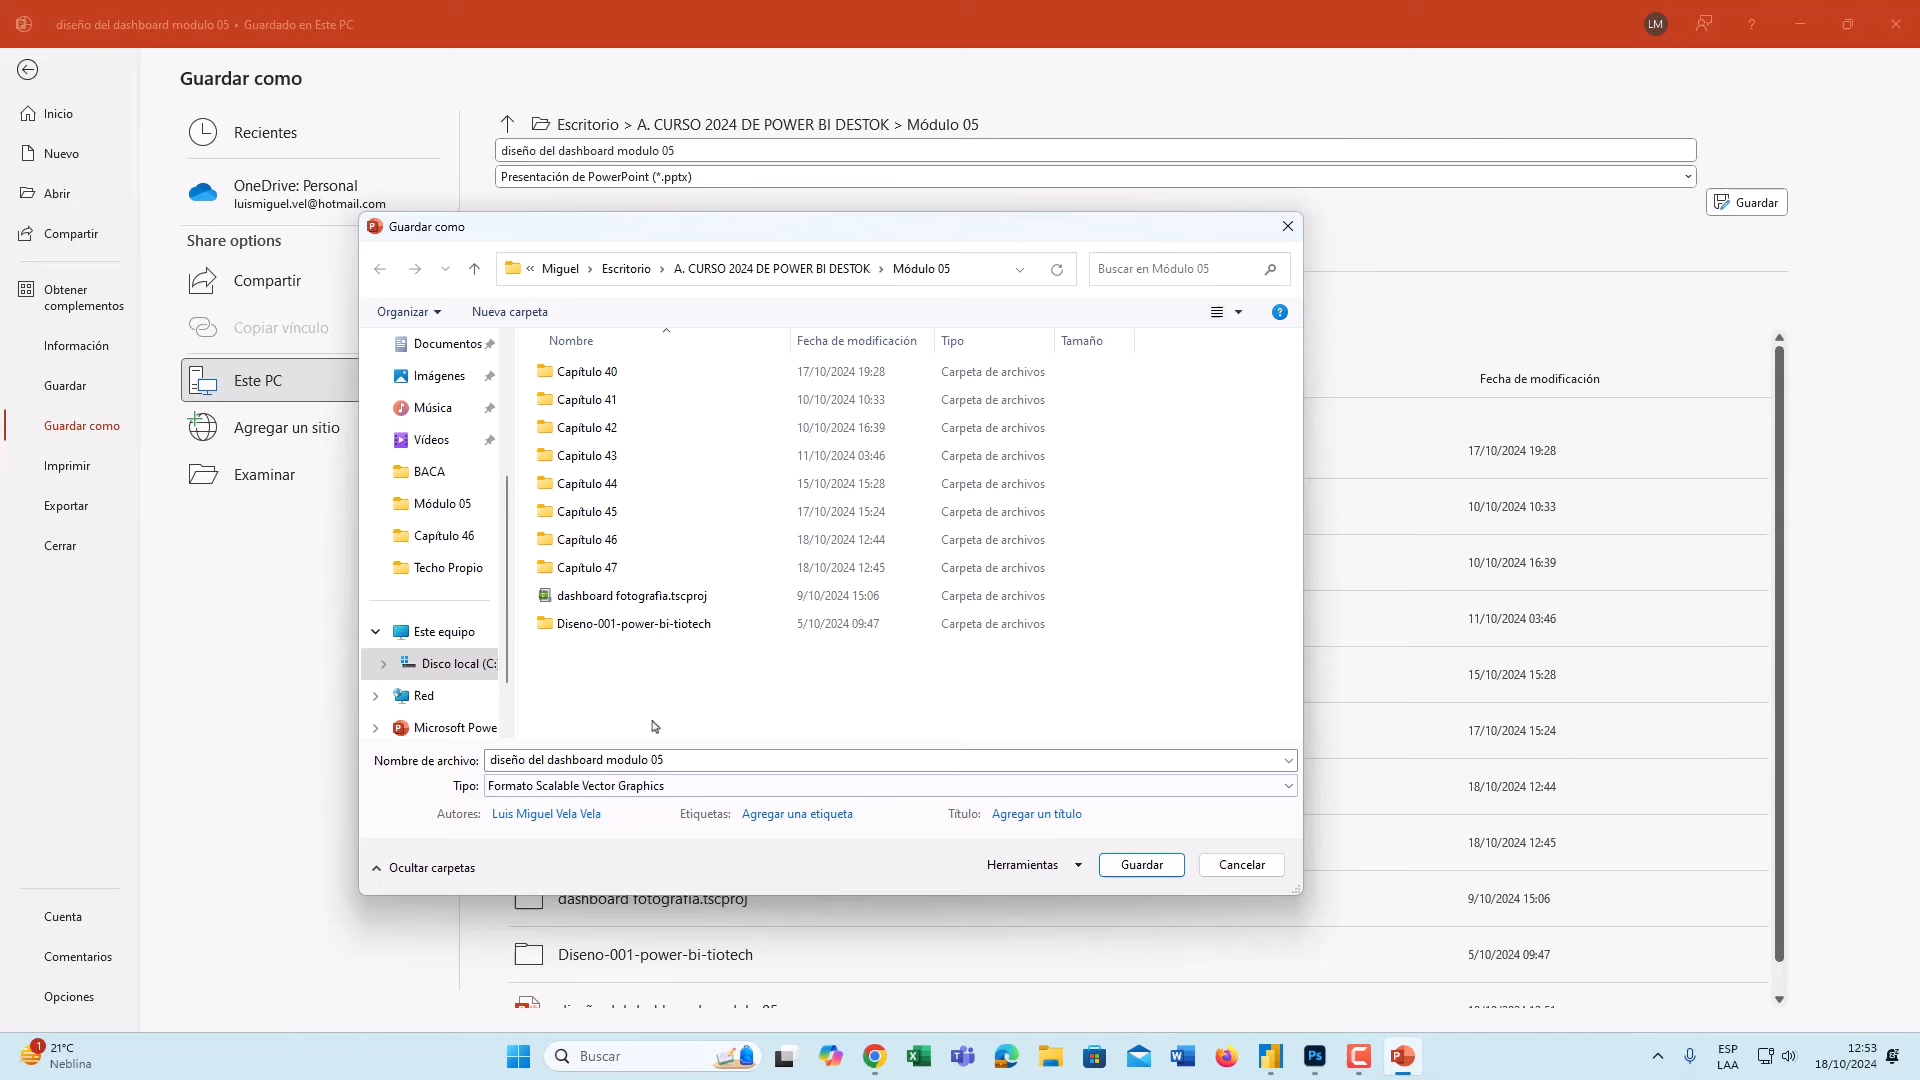 diseño del dashboard modulo 05 • Guardado en Este PC
LM
Guardar como
Inicio
Nuevo
Abrir
Compartir
Obtener
complementos
Información
Guardar
Guardar como
Imprimir
Exportar
Cerrar
Cuenta
Comentarios
Opciones
Recientes
OneDrive: Personal
luismiguel.vel@hotmail.com
Share options
Compartir
Copiar vínculo
Este PC
Agregar un sitio
Examinar
Escritorio > A. CURSO 2024 DE POWER BI DESTOK > Módulo 05
diseño del dashboard modulo 05
Presentación de PowerPoint (*.pptx)
Guardar
Fecha de modificación
17/10/2024 19:28
10/10/2024 10:33
10/10/2024 16:39
11/10/2024 03:46
15/10/2024 15:28
17/10/2024 15:24
18/10/2024 12:44
18/10/2024 12:45
dashboard fotografia.tscproj 9/10/2024 15:06
Diseno-001-power-bi-tiotech 5/10/2024 09:47
Guardar como
« Miguel > Escritorio > A. CURSO 2024 DE POWER BI DESTOK > Módulo 05
Buscar en Módulo 05
Organizar
Nueva carpeta
Documentos
Imágenes
Música
Vídeos
BACA
Módulo 05
Capítulo 46
Techo Propio
Este equipo
Disco local (C:
Red
Microsoft Powe
Nombre Fecha de modificación Tipo Tamaño
Capítulo 40 17/10/2024 19:28 Carpeta de archivos
Capítulo 41 10/10/2024 10:33 Carpeta de archivos
Capítulo 42 10/10/2024 16:39 Carpeta de archivos
Capitulo 43 11/10/2024 03:46 Carpeta de archivos
Capítulo 44 15/10/2024 15:28 Carpeta de archivos
Capítulo 45 17/10/2024 15:24 Carpeta de archivos
Capítulo 46 18/10/2024 12:44 Carpeta de archivos
Capítulo 47 18/10/2024 12:45 Carpeta de archivos
dashboard fotografia.tscproj 9/10/2024 15:06 Carpeta de archivos
Diseno-001-power-bi-tiotech 5/10/2024 09:47 Carpeta de archivos
Nombre de archivo: diseño del dashboard modulo 05
Tipo: Formato Scalable Vector Graphics
Autores: Luis Miguel Vela Vela Etiquetas: Agregar una etiqueta Título: Agregar un título
Ocultar carpetas
Herramientas
Guardar
Cancelar
1
21°C
Neblina
Buscar
ESP
LAA
12:53
18/10/2024